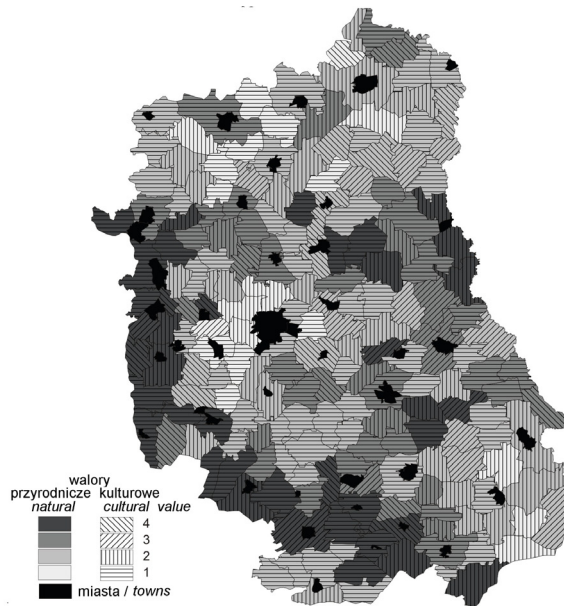 walory
przyrodnicze kulturowe
natural cultural value
4
3
2
1
miasta / towns